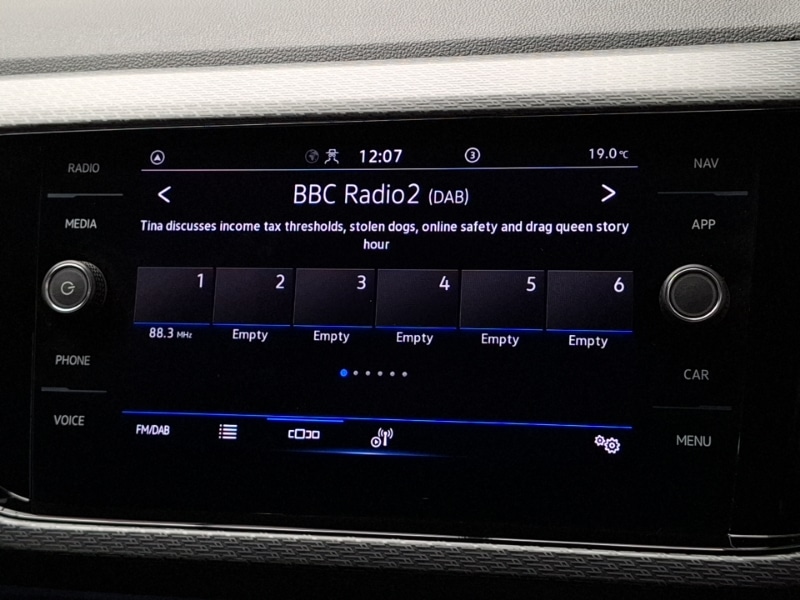 RADIO
12:07
3
19.0°C
NAV
BBC Radio2 (DAB)
MEDIA
APP
Tina discusses income tax thresholds, stolen dogs, online safety and drag queen story
hour
1 2 3 4 5 6
88.3 MHz Empty Empty Empty Empty Empty
PHONE
CAR
VOICE
FM/DAB
MENU